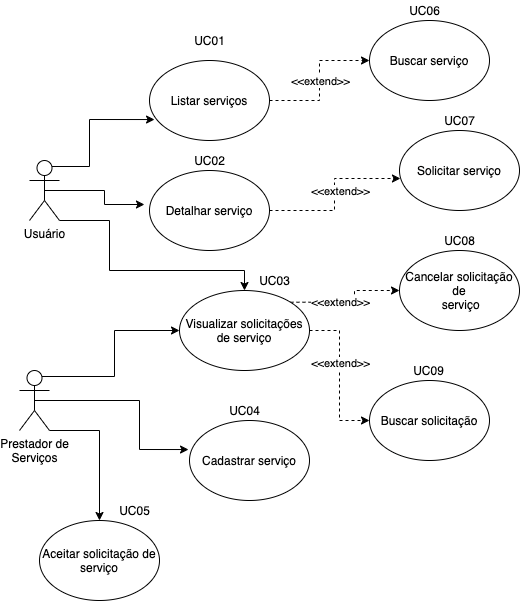 UC06
UC01
Buscar serviço
<<extend>>
Listar serviços
UC07
UC02
Solicitar serviço
<<extend>>
Detalhar serviço
Usuário
UC08
UC03
Cancelar solicitação
de
serviço
<<extend>>
Visualizar solicitações
de serviço
<<extend>>
UC09
UC04
Buscar solicitação
Prestador de
Serviços
Cadastrar serviço
UC05
Aceitar solicitação de
serviço